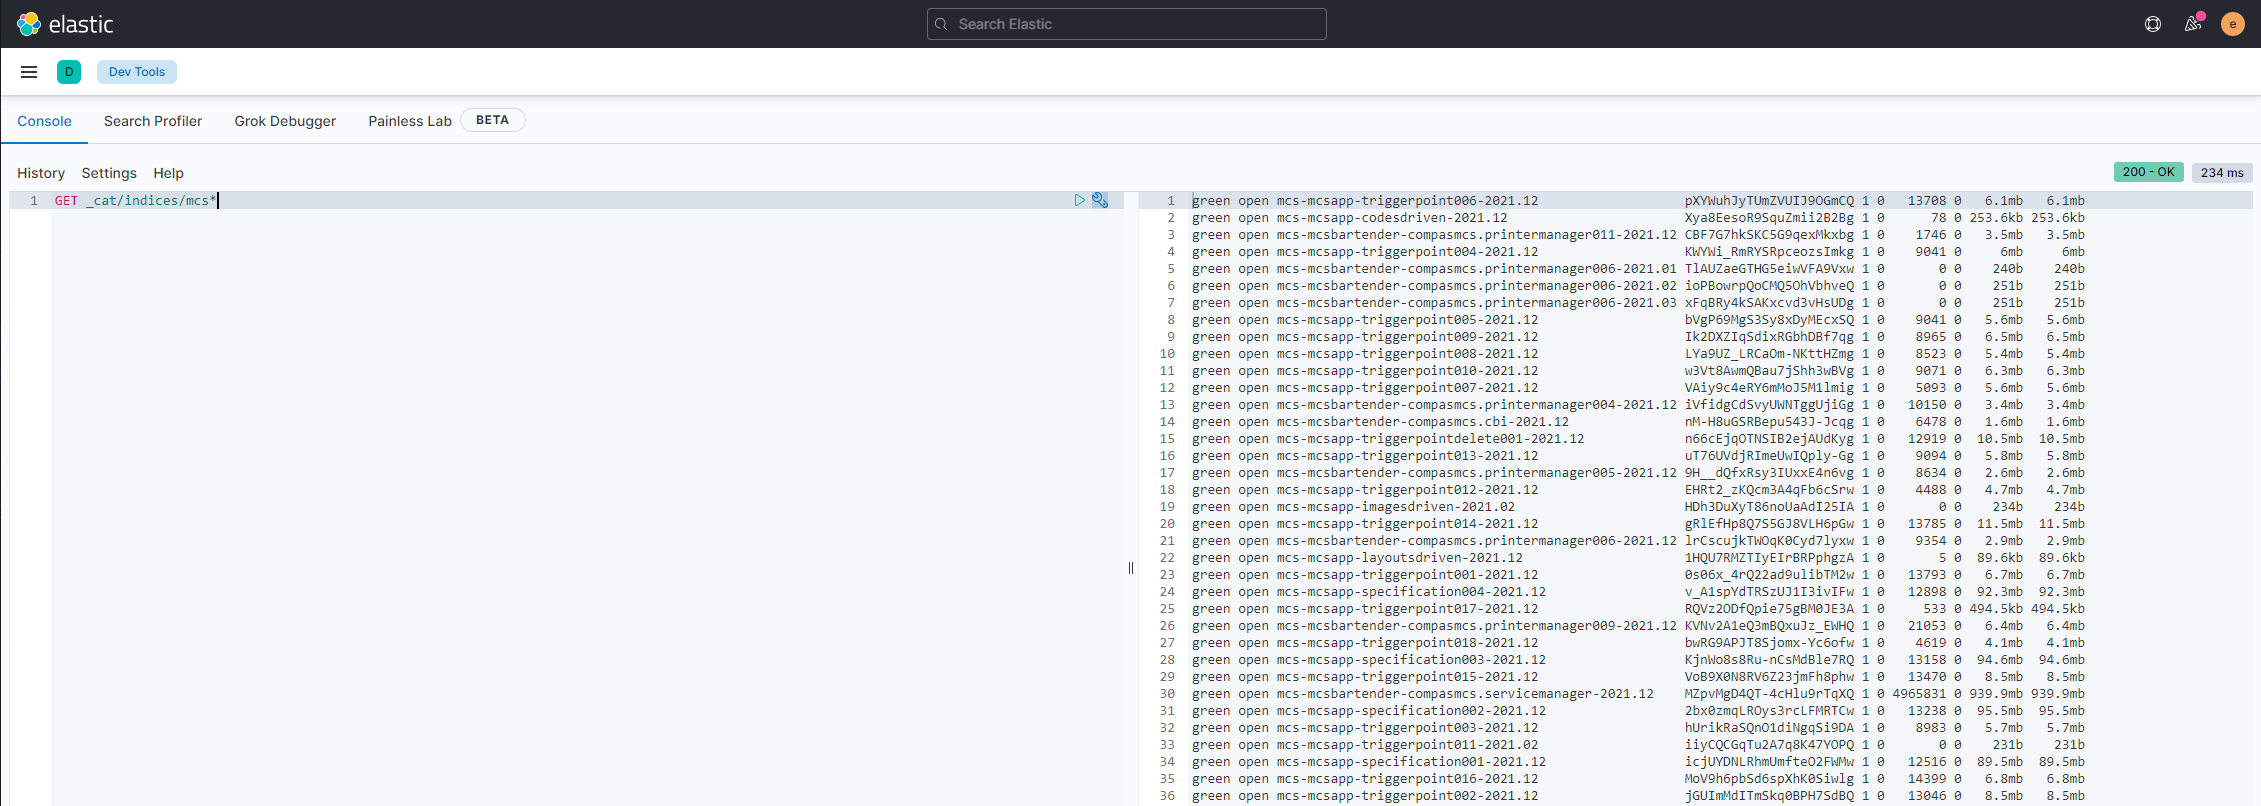 elastic
Search Elastic
e
D Dev Tools
Console Search Profiler Grok Debugger Painless Lab BETA
History Settings Help
200 - OK 234 ms
1 GET _cat/indices/mcs*
1 green open mcs-mcsapp-triggerpoint006-2021.12 pXYWuhJyTUmZVUIJ9OGmCQ 1 0 13708 0 6.1mb 6.1mb
2 green open mcs-mcsapp-codesdriven-2021.12 Xya8EesoR9SquZmii2B2Bg 1 0 78 0 253.6kb 253.6kb
3 green open mcs-mcsbartender-compasmcs.printermanager011-2021.12 CBF7G7hkSKC5G9qexMkxbg 1 0 1746 0 3.5mb 3.5mb
4 green open mcs-mcsapp-triggerpoint004-2021.12 KWYWi_RmRYSRpceozsImkg 1 0 9041 0 6mb 6mb
5 green open mcs-mcsbartender-compasmcs.printermanager006-2021.01 TlAUZaeGTHG5eiwVFA9Vxw 1 0 0 0 240b 240b
6 green open mcs-mcsbartender-compasmcs.printermanager006-2021.02 ioPBowrpQoCMQ5OhVbhveQ 1 0 0 0 251b 251b
7 green open mcs-mcsbartender-compasmcs.printermanager006-2021.03 xFqBRy4kSAKxcvd3vHsUDg 1 0 0 0 251b 251b
8 green open mcs-mcsapp-triggerpoint005-2021.12 bVgP69MgS3Sy8xDyMEcxSQ 1 0 9041 0 5.6mb 5.6mb
9 green open mcs-mcsapp-triggerpoint009-2021.12 Ik2DXZIqSdixRGbhDBf7qg 1 0 8965 0 6.5mb 6.5mb
10 green open mcs-mcsapp-triggerpoint008-2021.12 LYa9UZ_LRCaOm-NKttHZmg 1 0 8523 0 5.4mb 5.4mb
11 green open mcs-mcsapp-triggerpoint010-2021.12 w3Vt8AwmQBau7jShh3wBVg 1 0 9071 0 6.3mb 6.3mb
12 green open mcs-mcsapp-triggerpoint007-2021.12 VAiy9c4eRY6mMoJ5M1lmig 1 0 5093 0 5.6mb 5.6mb
13 green open mcs-mcsbartender-compasmcs.printermanager004-2021.12 iVfidgCdSvyUWNTggUjiGg 1 0 10150 0 3.4mb 3.4mb
14 green open mcs-mcsbartender-compasmcs.cbi-2021.12 nM-H8uGSRBepu543J-Jcqg 1 0 6478 0 1.6mb 1.6mb
15 green open mcs-mcsapp-triggerpointdelete001-2021.12 n66cEjqOTNSIB2ejAUdKyg 1 0 12919 0 10.5mb 10.5mb
16 green open mcs-mcsapp-triggerpoint013-2021.12 uT76UVdjRImeUwIQply-Gg 1 0 9094 0 5.8mb 5.8mb
17 green open mcs-mcsbartender-compasmcs.printermanager005-2021.12 9H__dQfxRsy3IUxxE4n6vg 1 0 8634 0 2.6mb 2.6mb
18 green open mcs-mcsapp-triggerpoint012-2021.12 EHRt2_zKQcm3A4qFb6cSrw 1 0 4488 0 4.7mb 4.7mb
19 green open mcs-mcsapp-imagesdriven-2021.02 HDh3DuXyT86noUaAdI25IA 1 0 0 0 234b 234b
20 green open mcs-mcsapp-triggerpoint014-2021.12 gRlEfHp8Q7S5GJ8VLH6pGw 1 0 13785 0 11.5mb 11.5mb
21 green open mcs-mcsbartender-compasmcs.printermanager006-2021.12 lrCscujkTWOqK0Cyd7lyxw 1 0 9354 0 2.9mb 2.9mb
22 green open mcs-mcsapp-layoutsdriven-2021.12 1HQU7RMZTIyEIrBRPphgzA 1 0 5 0 89.6kb 89.6kb
23 green open mcs-mcsapp-triggerpoint001-2021.12 0s06x_4rQ22ad9ulibTM2w 1 0 13793 0 6.7mb 6.7mb
24 green open mcs-mcsapp-specification004-2021.12 v_A1spYdTRSzUJ1I3ivIFw 1 0 12898 0 92.3mb 92.3mb
25 green open mcs-mcsapp-triggerpoint017-2021.12 RQVz2ODfQpie75gBM0JE3A 1 0 533 0 494.5kb 494.5kb
26 green open mcs-mcsbartender-compasmcs.printermanager009-2021.12 KVNv2A1eQ3mBQxuJz_EWHQ 1 0 21053 0 6.4mb 6.4mb
27 green open mcs-mcsapp-triggerpoint018-2021.12 bwRG9APJT8Sjomx-Yc6ofw 1 0 4619 0 4.1mb 4.1mb
28 green open mcs-mcsapp-specification003-2021.12 KjnWo8s8Ru-nCsMdBle7RQ 1 0 13158 0 94.6mb 94.6mb
29 green open mcs-mcsapp-triggerpoint015-2021.12 VoB9X0N8RV6Z23jmFh8phw 1 0 13470 0 8.5mb 8.5mb
30 green open mcs-mcsbartender-compasmcs.servicemanager-2021.12 MZpvMgD4QT-4cHlu9rTqXQ 1 0 4965831 0 939.9mb 939.9mb
31 green open mcs-mcsapp-specification002-2021.12 2bx0zmqLROys3rcLFMRTCw 1 0 13238 0 95.5mb 95.5mb
32 green open mcs-mcsapp-triggerpoint003-2021.12 hUrikRaSQnO1diNgqSi9DA 1 0 8983 0 5.7mb 5.7mb
33 green open mcs-mcsapp-triggerpoint011-2021.02 iiyCQCGqTu2A7q8K47YOPQ 1 0 0 0 231b 231b
34 green open mcs-mcsapp-specification001-2021.12 icjUYDNLRhmUmfteO2FWMw 1 0 12516 0 89.5mb 89.5mb
35 green open mcs-mcsapp-triggerpoint016-2021.12 MoV9h6pbSd6spXhK0Siwlg 1 0 14399 0 6.8mb 6.8mb
36 green open mcs-mcsapp-triggerpoint002-2021.12 jGUImMdITmSkq0BPH7SdBQ 1 0 13046 0 8.5mb 8.5mb